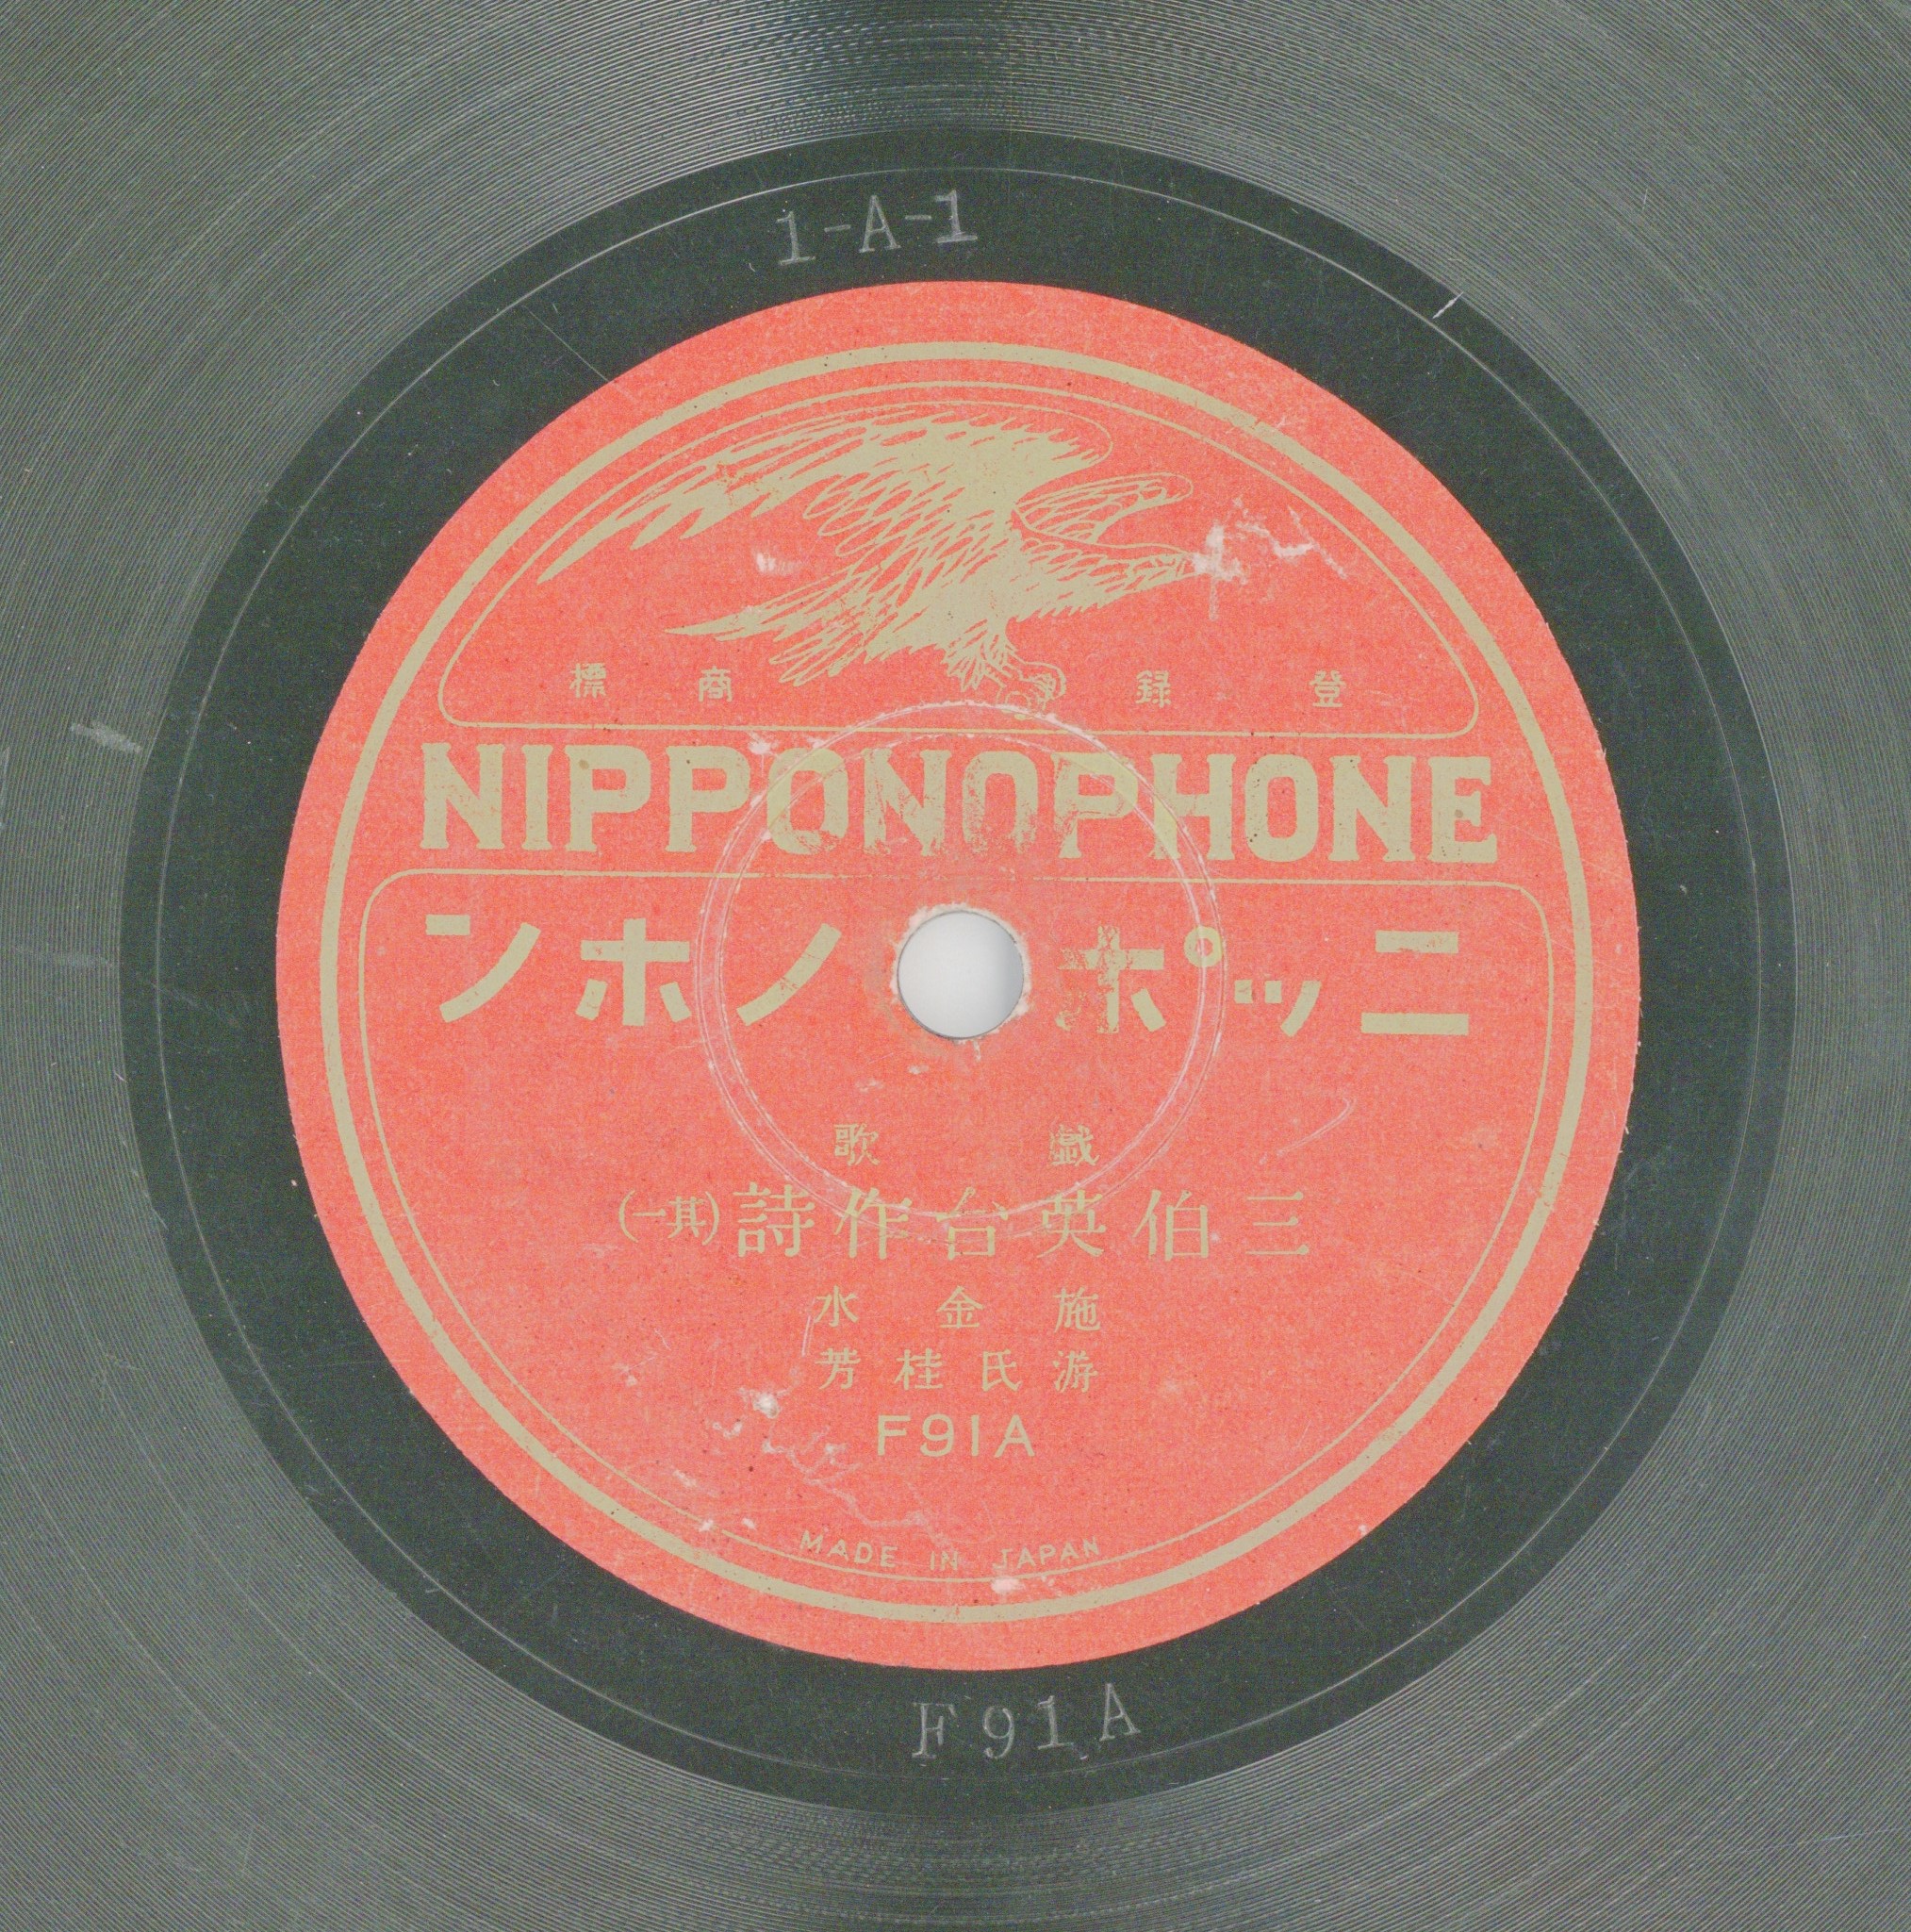 1-A-1
登録商標
NIPPONOPHONE
ニッポノホン
戯歌
三伯英台作詩(其一)
施金水
游氏桂芳
F91A
MADE IN JAPAN
F91A